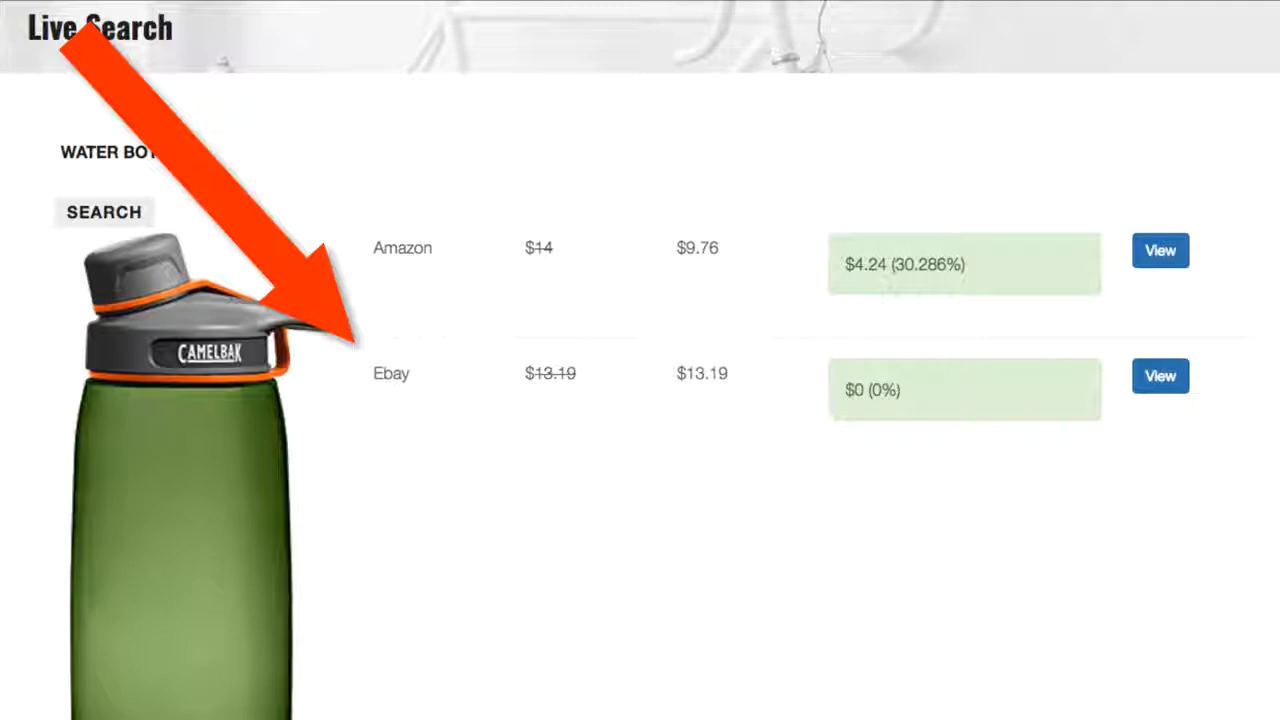 Live Search
WATER
SEARCH
Amazon $14 $9.76 $4.24 (30.286%) View
CAMELBAK
Ebay $13.19 $13.19 $0 (0%) View